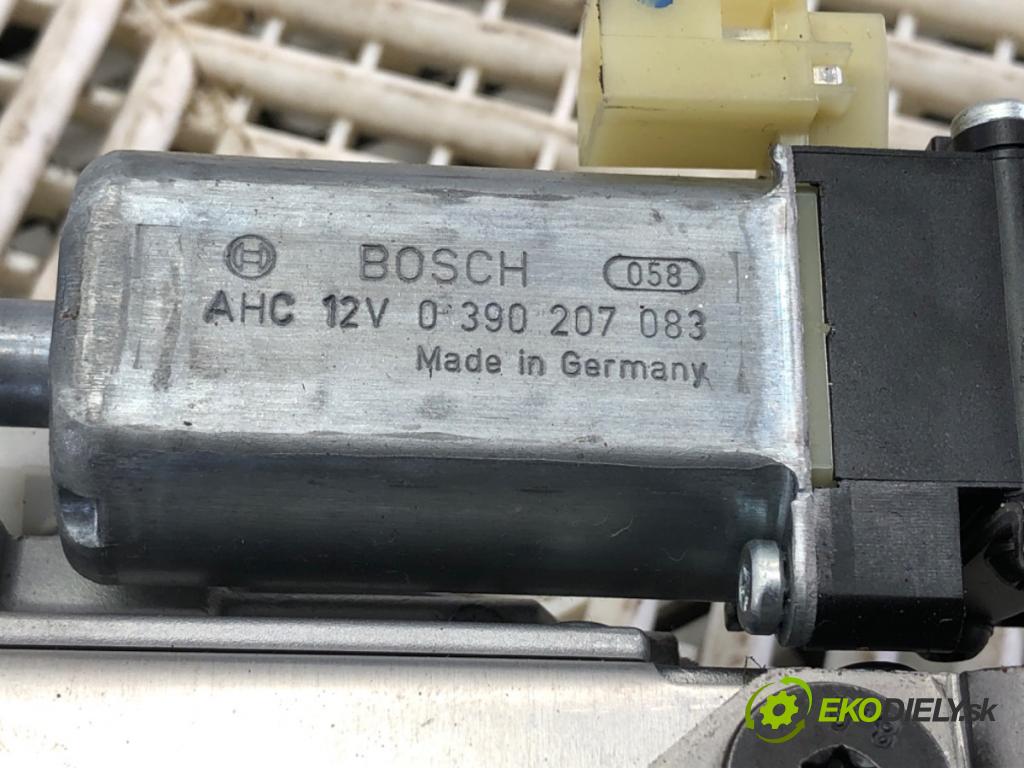 BOSCH 058
AHC 12V 0 390 207 083
Made in Germany
EKODIELY.sk